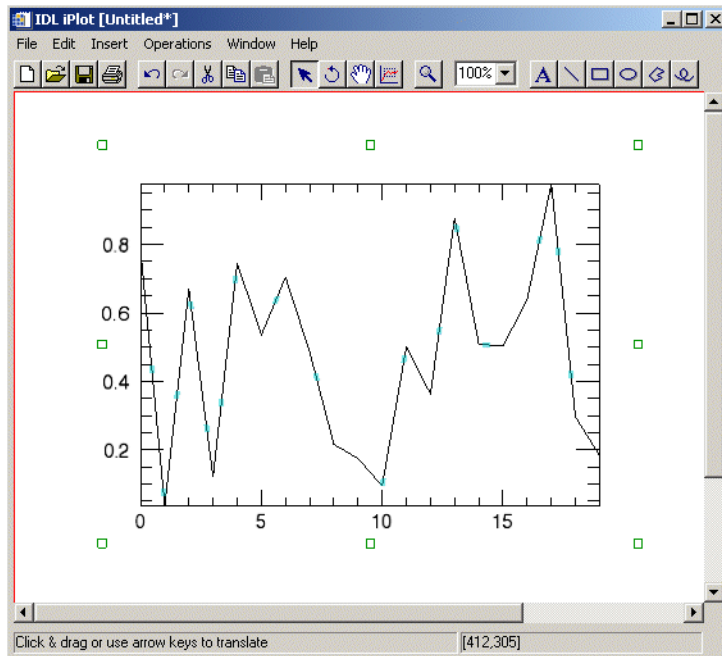 IDL iPlot [Untitled*]
File Edit Insert Operations Window Help
100% A
0.8
0.6
0.4
0.2
0 5 10 15
Click & drag or use arrow keys to translate [412,305]